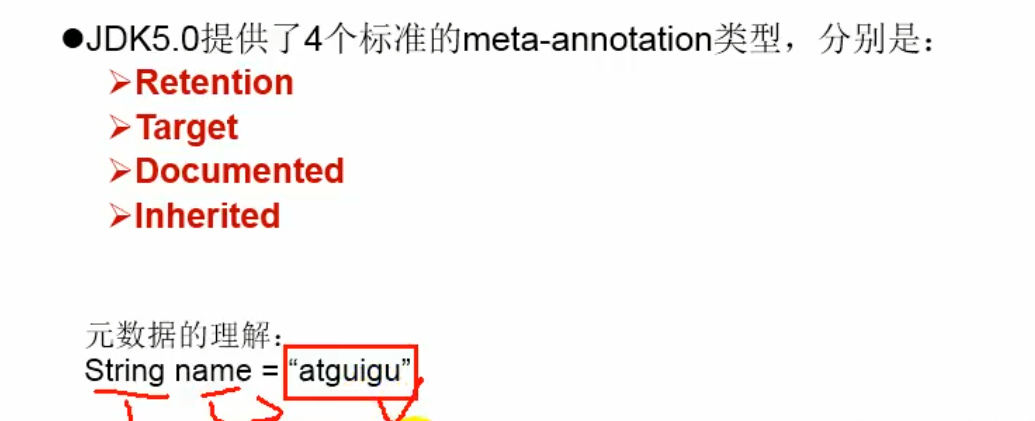 ●JDK5.0提供了4个标准的meta-annotation类型，分别是：
➢Retention
➢Target
➢Documented
➢Inherited
元数据的理解：
String name = “atguigu”